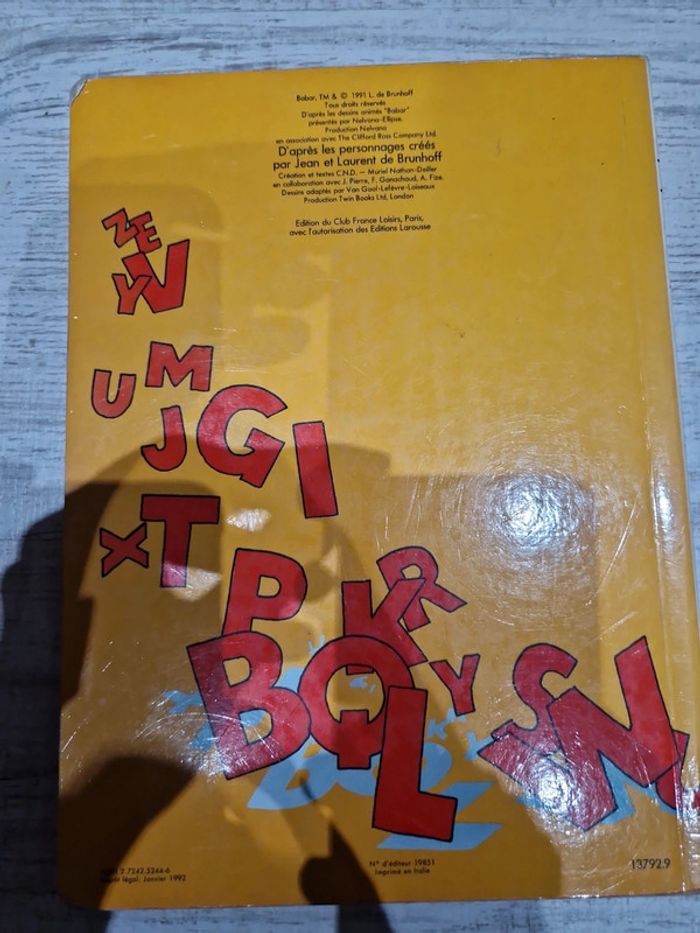 Babar, TM & © 1991 L. de Brunhoff
Tous droits réservés
D'après les dessins animés "Babar"
présentés par Nelvana-Ellipse.
Production Nelvana
en association avec The Clifford Ross Company Ltd.
D'après les personnages créés
par Jean et Laurent de Brunhoff
Création et textes C.N.D. — Muriel Nathan-Deiller
en collaboration avec J. Pierre, F. Ganachaud, A. Fize.
Dessins adaptés par Van Gool-Lefèvre-Loiseaux
Production Twin Books Ltd, London
Edition du Club France Loisirs, Paris,
avec l'autorisation des Editions Larousse
Z E
Y V
U M
J G I
X T
P K R
B Q L Y S N
2.7242.5244-6
légal: Janvier 1992
N° d'éditeur 19851
Imprimé en Italie
13792.9